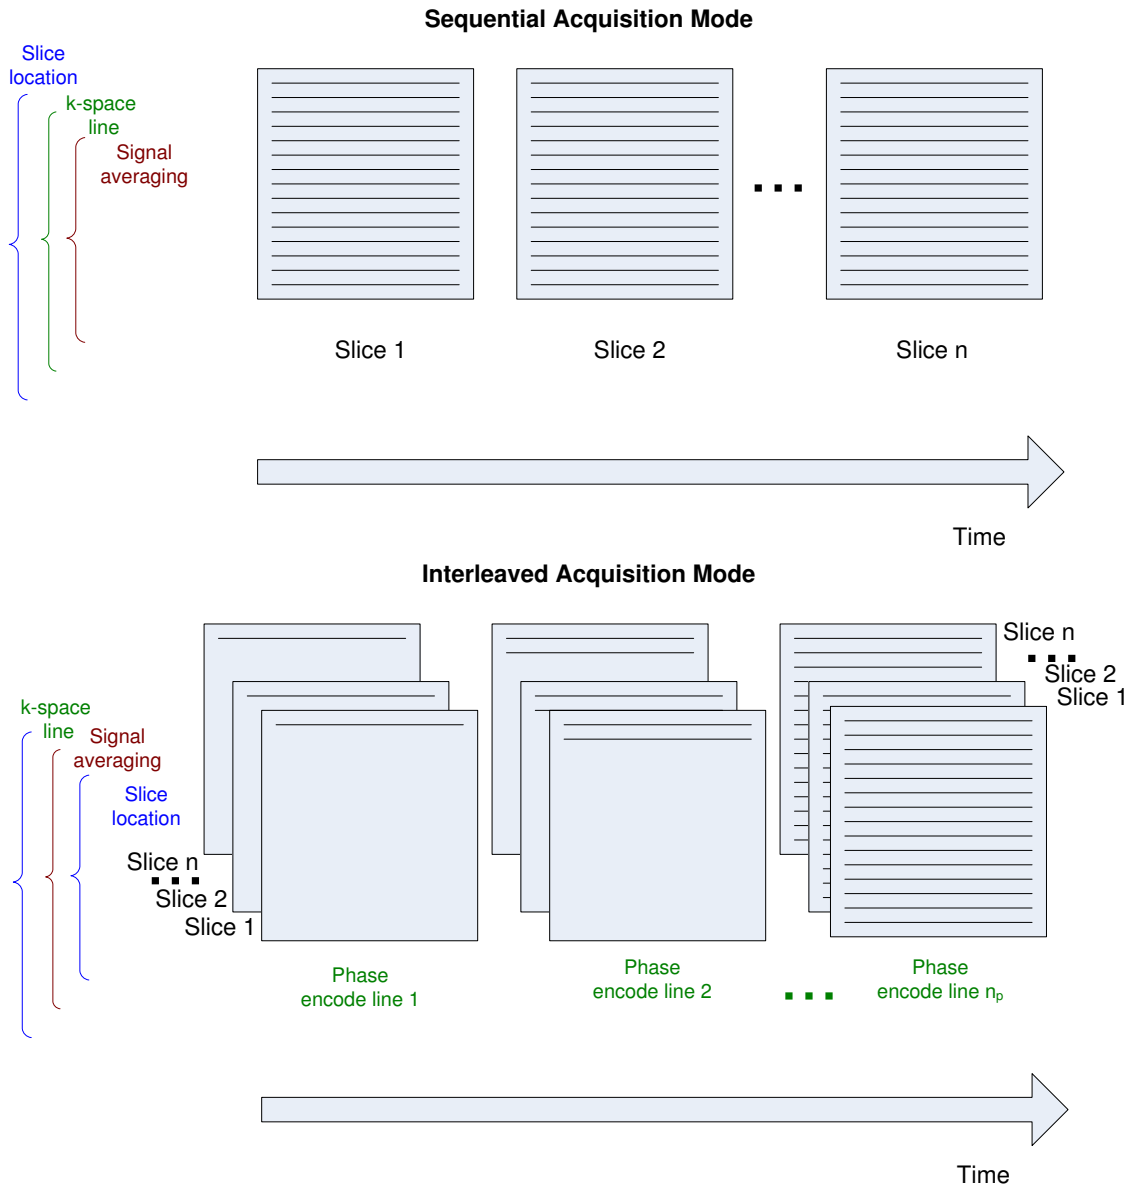 Sequential Acquisition Mode
Slice
location
k-space
line
Signal
averaging
Slice 1
Slice 2
Slice n
Time
Interleaved Acquisition Mode
Slice n
Slice 2
Slice 1
k-space
line
Signal
averaging
Slice
location
Slice n
Slice 2
Slice 1
Phase
encode line 1
Phase
encode line 2
Phase
encode line nₚ
Time